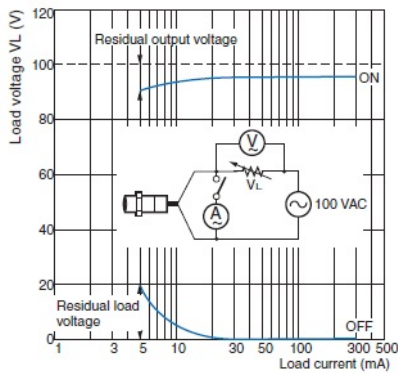 Load voltage VL (V)
120
100
80
60
40
20
0
Residual output voltage
ON
V
VL
A
100 VAC
Residual load
voltage
OFF
1 3 5 10 30 50 100 300 500
Load current (mA)